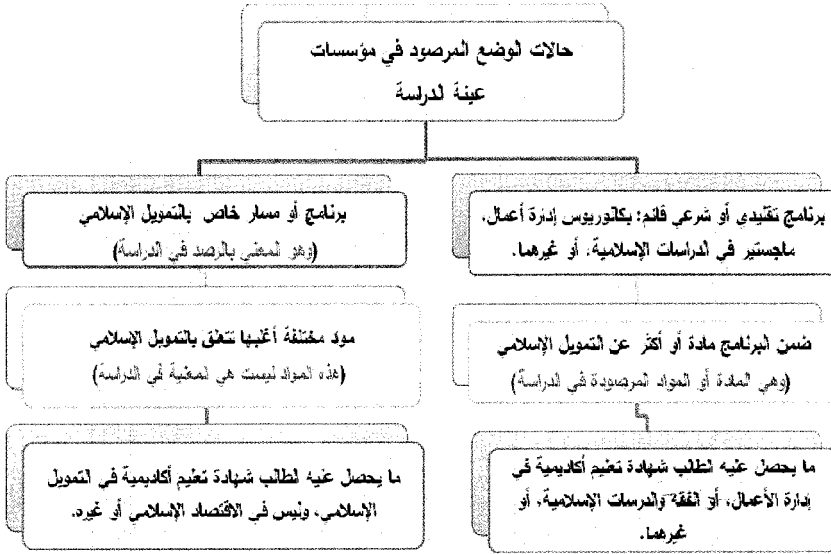 حالات الوضع المرصود في مؤسسات
عينة الدراسة
برنامج تقليدي أو شرعي قائم: بكالوريوس إدارة أعمال،
ماجستير في الدراسات الإسلامية، أو غيرهما.
ضمن البرنامج مادة أو أكثر عن التمويل الإسلامي
(وهي المادة أو المواد المرصودة في الدراسة)
ما يحصل عليه الطالب شهادة تعليم أكاديمية في
إدارة الأعمال، أو الفقه والدرسات الإسلامية، أو
غيرهما.
برنامج أو مسار خاص بالتمويل الإسلامي
(وهو المعني بالرصد في الدراسة)
مواد مختلفة أغلبها تتعلق بالتمويل الإسلامي
(هذه المواد ليست هي المعنية في الدراسة)
ما يحصل عليه الطالب شهادة تعليم أكاديمية في التمويل
الإسلامي، وليس في الاقتصاد الإسلامي أو غيره.